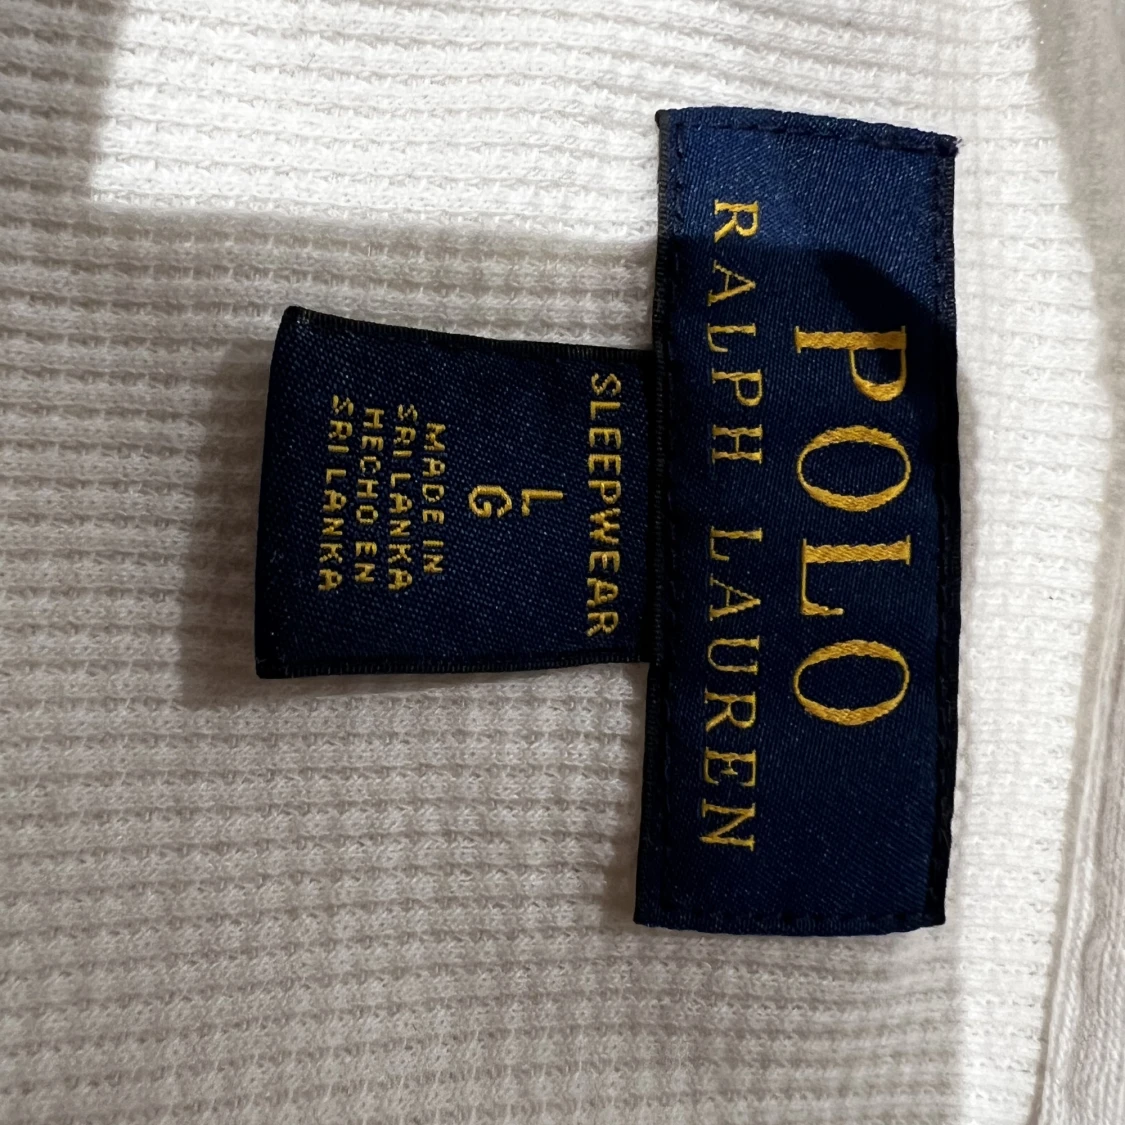 POLO
RALPH LAUREN
SLEEPWEAR
L
G
MADE IN
SRI LANKA
HECHO EN
SRI LANKA